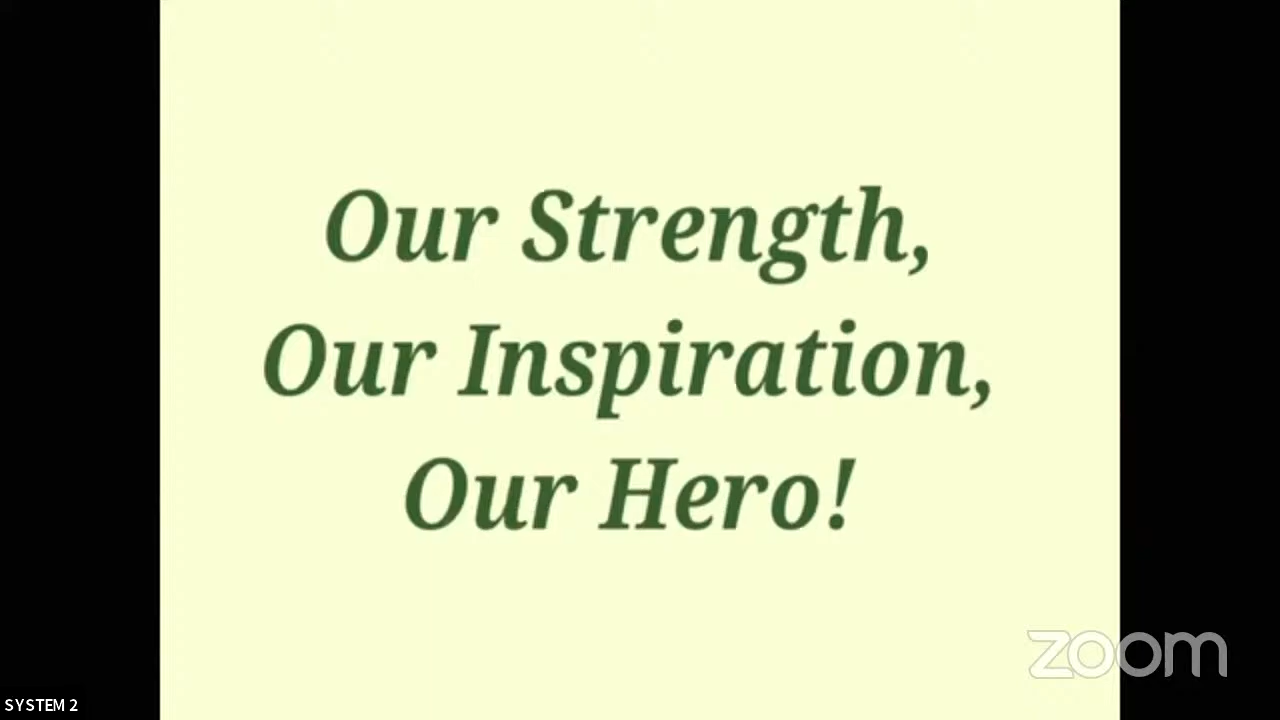 Our Strength,
Our Inspiration,
Our Hero!
zoom
SYSTEM 2